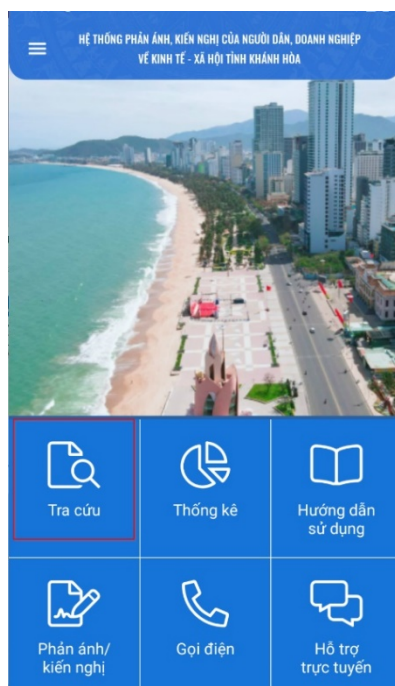 HỆ THỐNG PHẢN ÁNH, KIẾN NGHỊ CỦA NGƯỜI DÂN, DOANH NGHIỆP
VỀ KINH TẾ - XÃ HỘI TỈNH KHÁNH HÒA
Tra cứu
Thống kê
Hướng dẫn
sử dụng
Phản ánh/
kiến nghị
Gọi điện
Hỗ trợ
trực tuyến